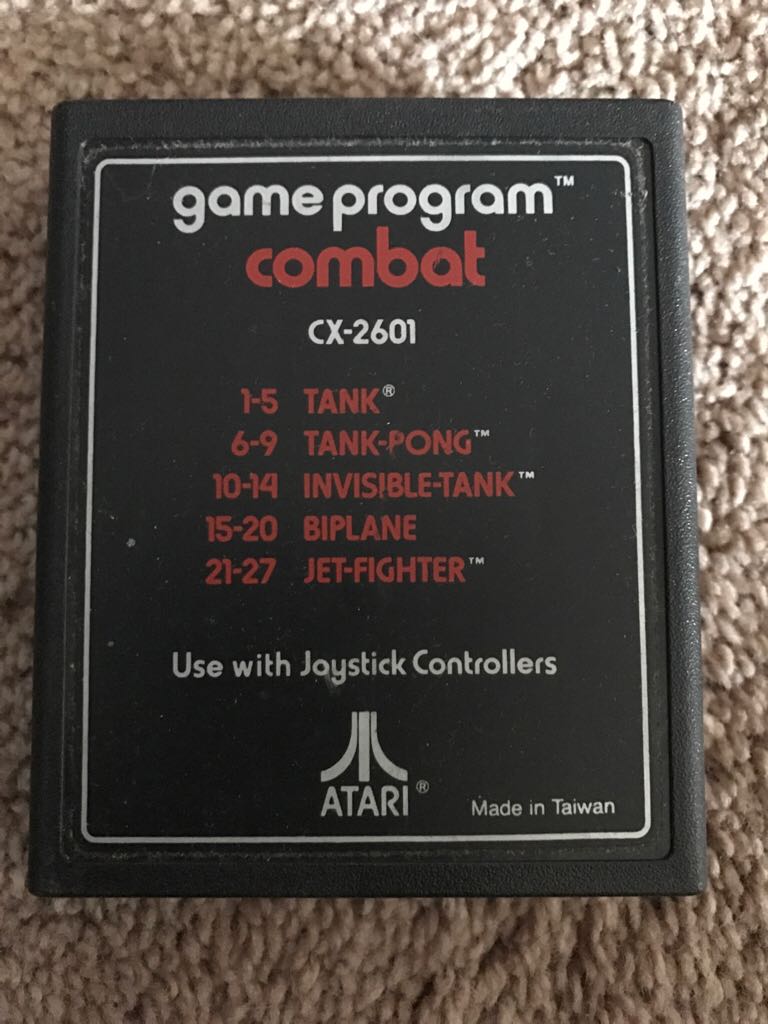 game program™
combat
CX-2601
1-5 TANK®
6-9 TANK-PONG™
10-14 INVISIBLE-TANK™
15-20 BIPLANE
21-27 JET-FIGHTER™
Use with Joystick Controllers
ATARI®
Made in Taiwan